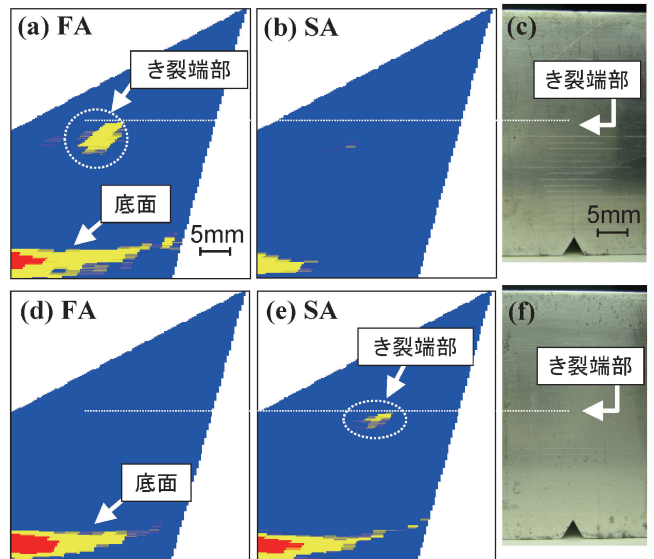 (a) FA
き裂端部
底面
5mm
(b) SA
(c)
き裂端部
5mm
(d) FA
底面
(e) SA
き裂端部
(f)
き裂端部